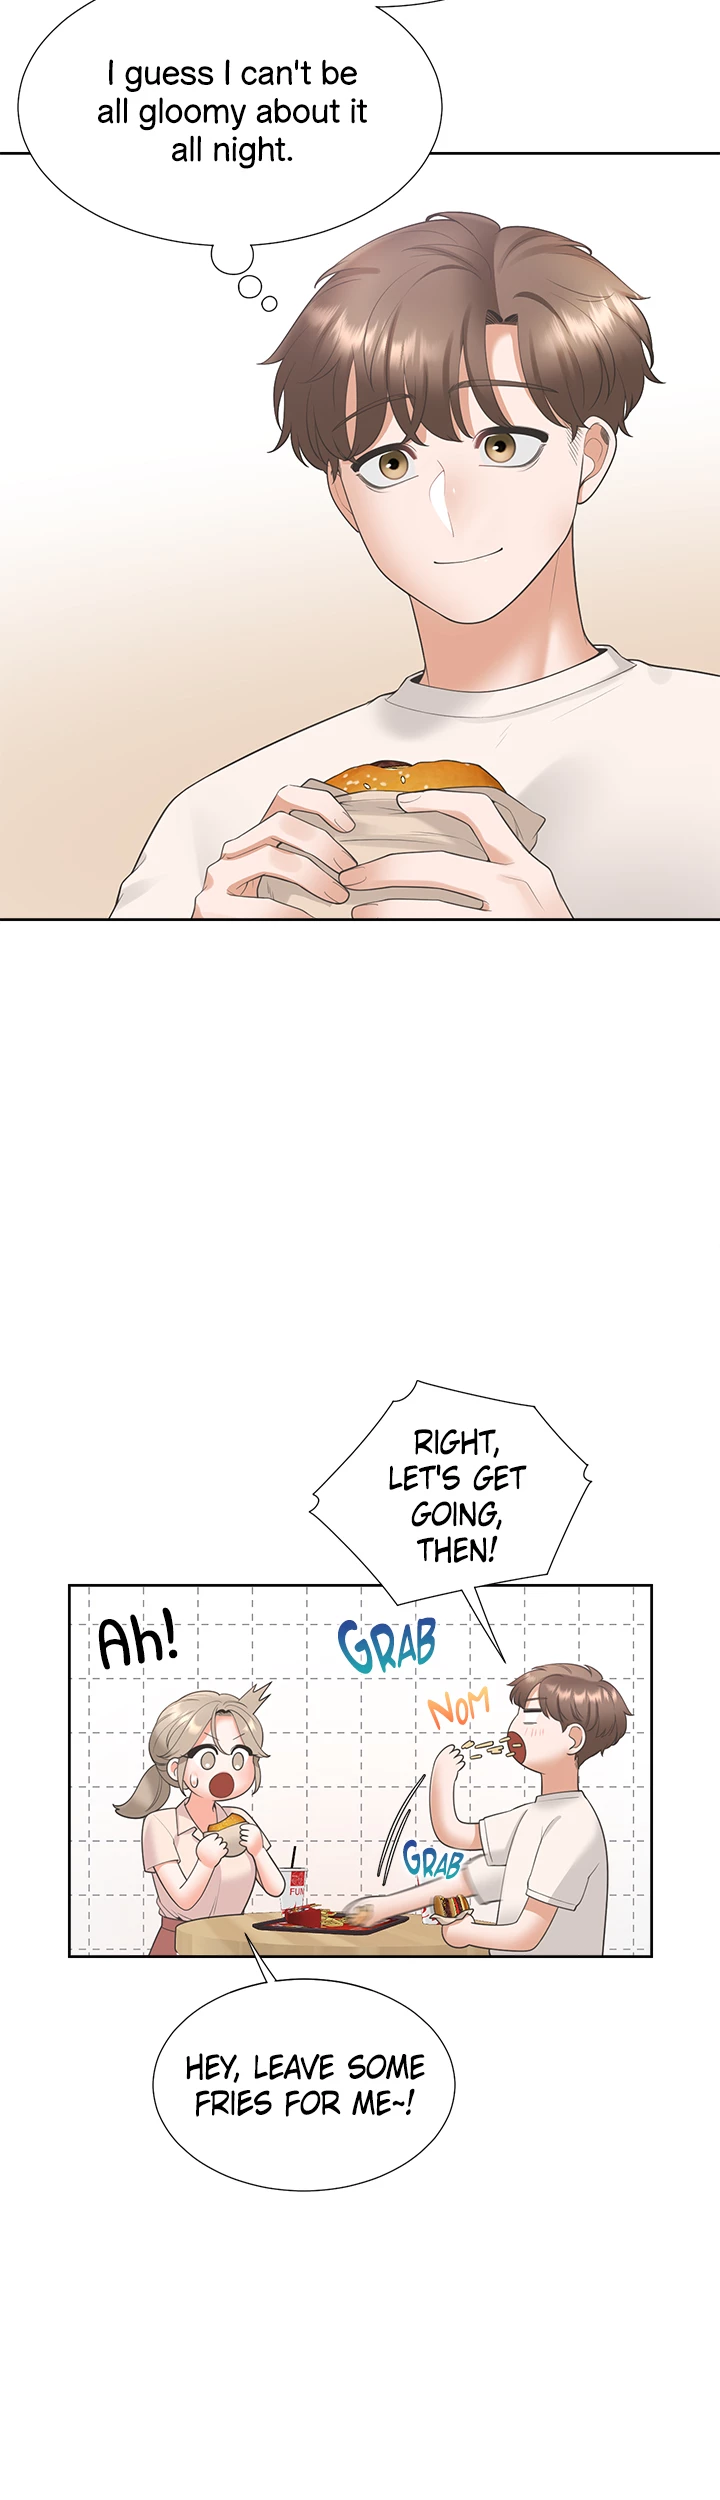 I guess I can't be
all gloomy about it
all night.
RIGHT,
LET'S GET
GOING,
THEN!
Ah!
GRAB
NOM
GRAB
FUN
HEY, LEAVE SOME
FRIES FOR ME~!